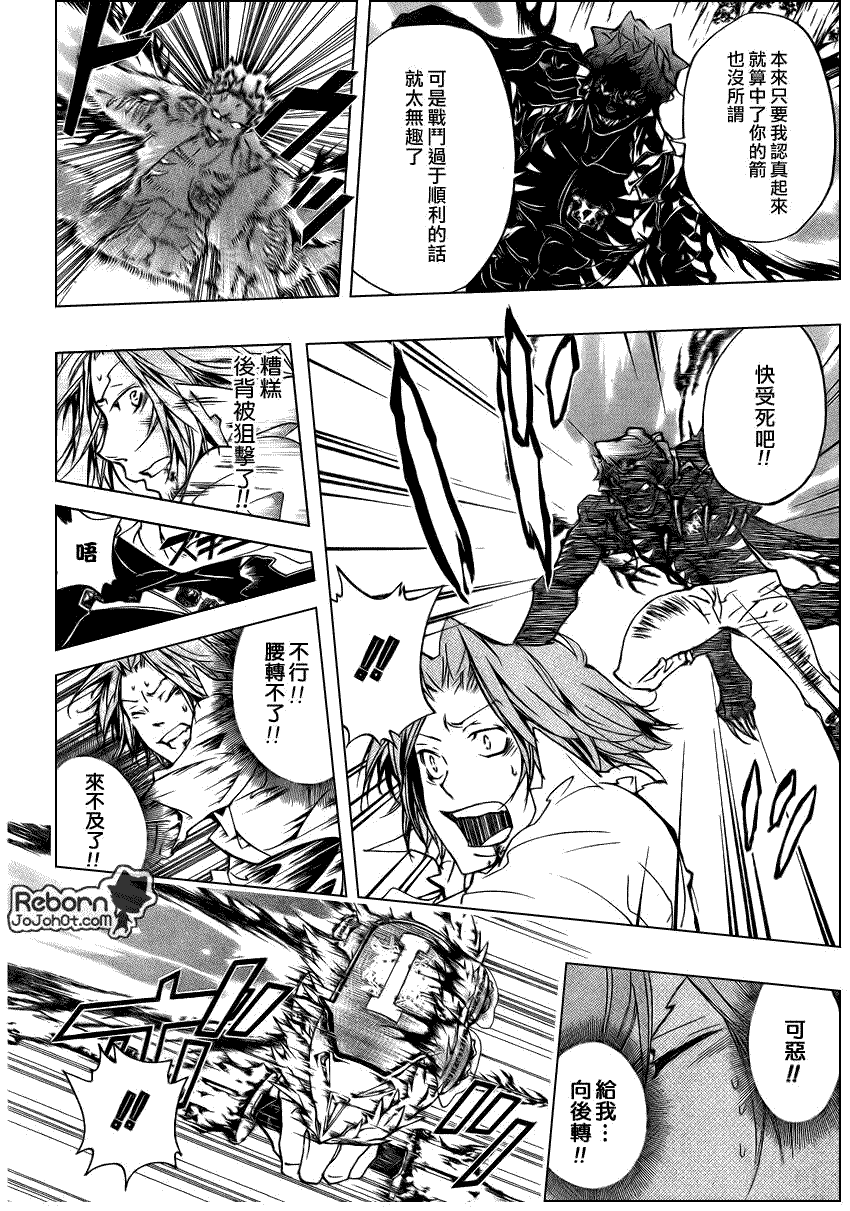 本來只要我認真起來
就算中了你的箭
也沒所謂
可是戰鬥過于順利的話
就太無趣了
快受死吧!!
!!
糟糕
後背被狙擊了!!
唔
不行!!
腰轉不了!!
來不及了!!
可惡!!
給我…
向後轉!!
I
!!
Reborn
JoJoHot.com